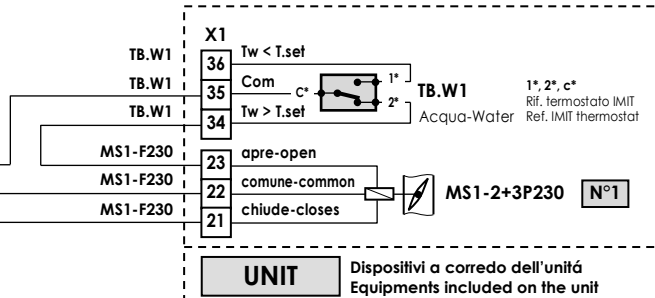 X1
TB.W1 36 Tw < T.set
TB.W1 35 Com C* 1* 2* TB.W1 1*, 2*, c*
Rif. termostato IMIT
TB.W1 34 Tw > T.set Acqua-Water Ref. IMIT thermostat
MS1-F230 23 apre-open
MS1-F230 22 comune-common MS1-2+3P230 N°1
MS1-F230 21 chiude-closes
UNIT Dispositivi a corredo dell'unitá
Equipments included on the unit